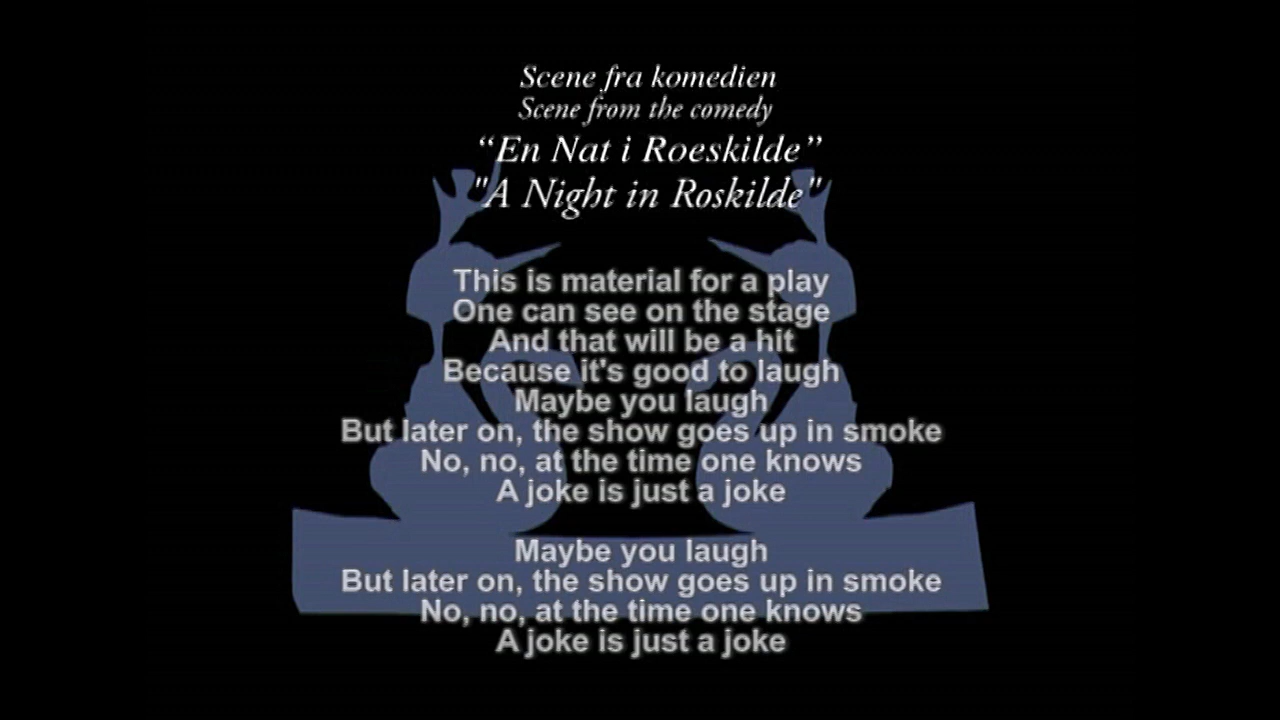 Scene fra komedien
Scene from the comedy
“En Nat i Roeskilde”
"A Night in Roskilde"
This is material for a play
One can see on the stage
And that will be a hit
Because it's good to laugh
Maybe you laugh
But later on, the show goes up in smoke
No, no, at the time one knows
A joke is just a joke
Maybe you laugh
But later on, the show goes up in smoke
No, no, at the time one knows
A joke is just a joke